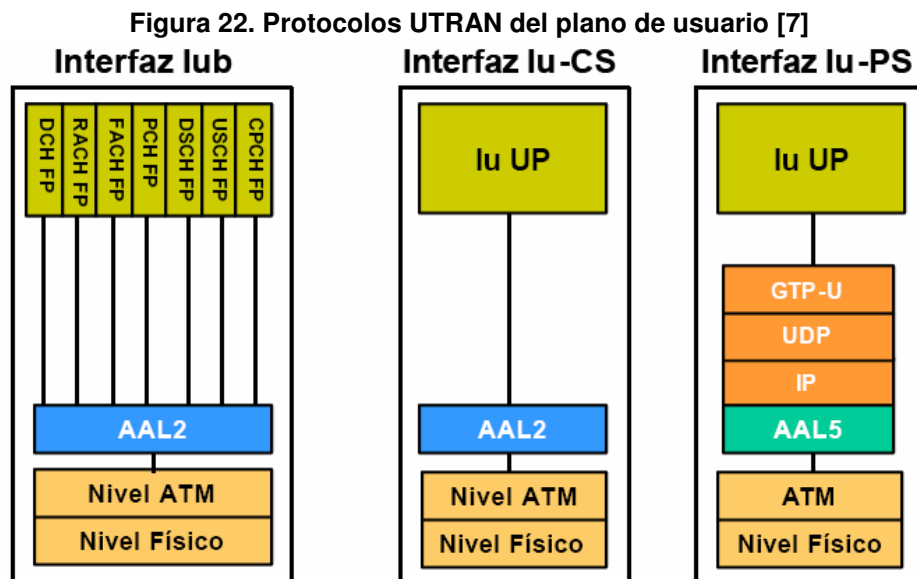 Figura 22. Protocolos UTRAN del plano de usuario [7]
Interfaz Iub
DCH FP
RACH FP
FACH FP
PCH FP
DSCH FP
USCH FP
CPCH FP
AAL2
Nivel ATM
Nivel Físico
Interfaz Iu-CS
Iu UP
AAL2
Nivel ATM
Nivel Físico
Interfaz Iu-PS
Iu UP
GTP-U
UDP
IP
AAL5
ATM
Nivel Físico